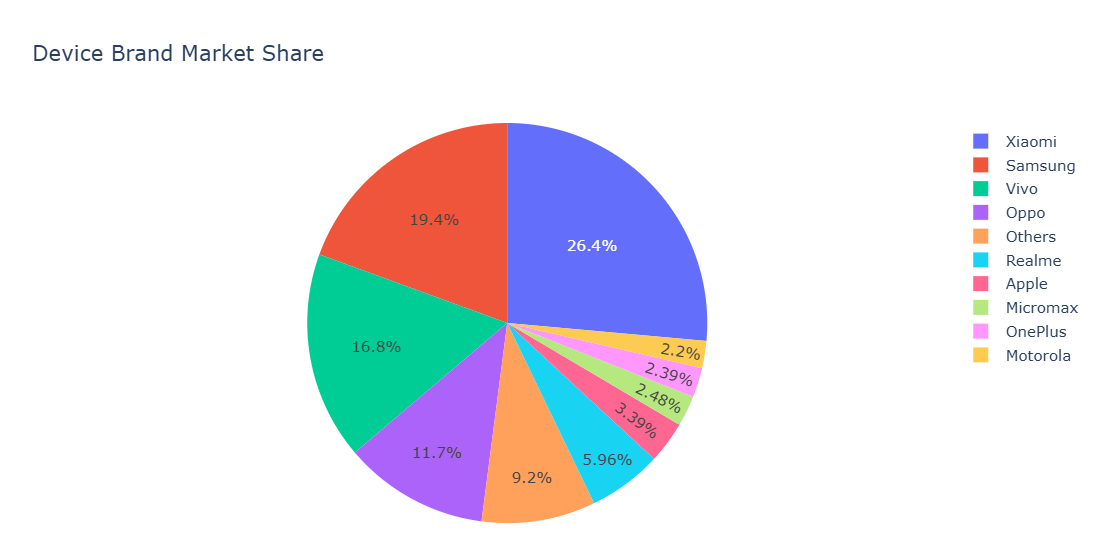 Device Brand Market Share
Xiaomi
Samsung
Vivo
Oppo
Others
Realme
Apple
Micromax
OnePlus
Motorola
19.4%
26.4%
16.8%
2.2%
2.39%
2.48%
3.39%
11.7%
5.96%
9.2%